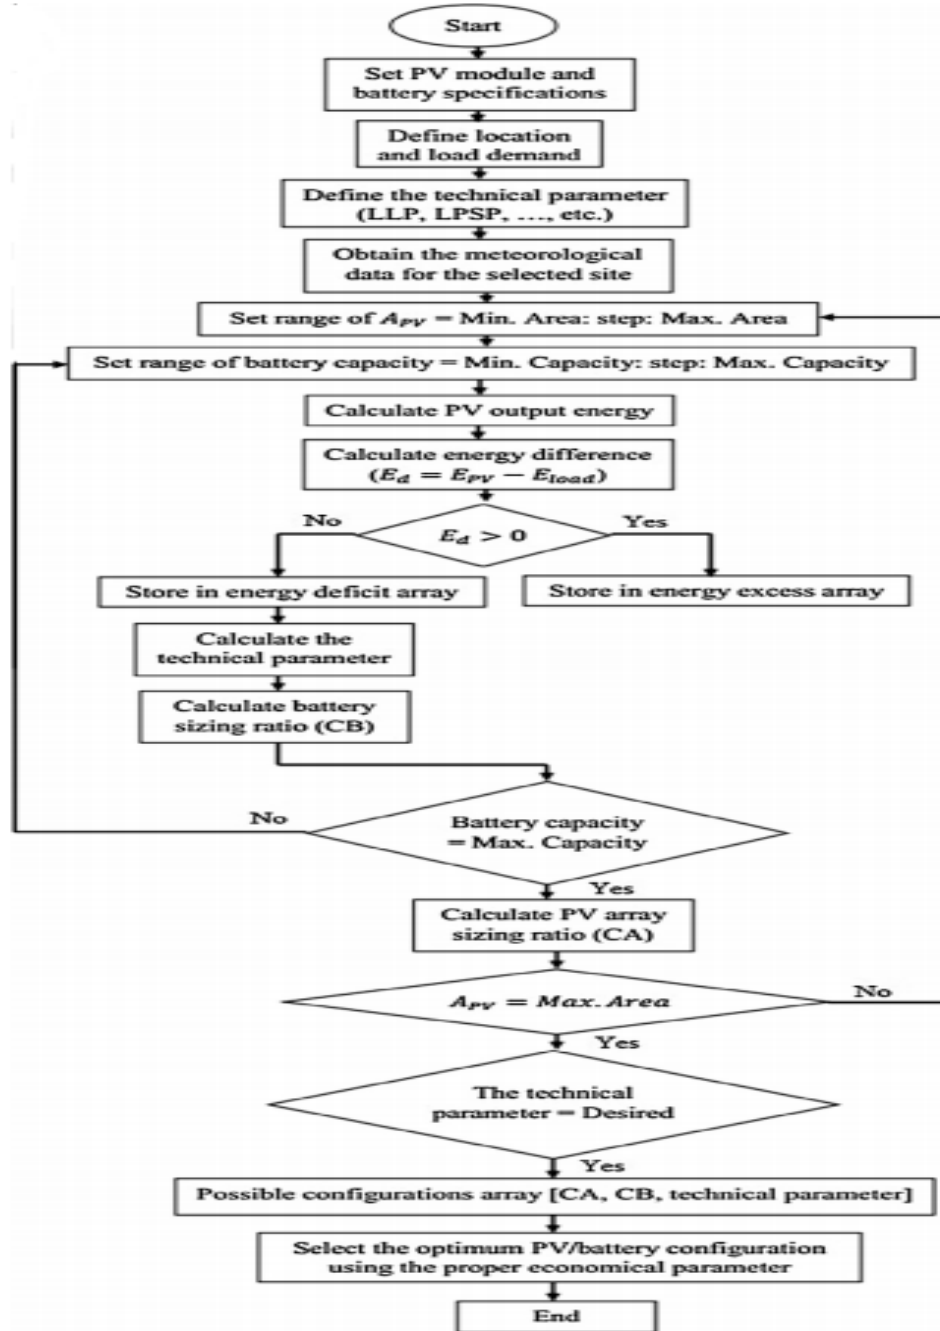 Start
Set PV module and
battery specifications
Define location
and load demand
Define the technical parameter
(LLP, LPSP, ..., etc.)
Obtain the meteorological
data for the selected site
Set range of A_PV = Min. Area: step: Max. Area
Set range of battery capacity = Min. Capacity: step: Max. Capacity
Calculate PV output energy
Calculate energy difference
(E_d = E_PV − E_load)
No
E_d > 0
Yes
Store in energy deficit array
Store in energy excess array
Calculate the
technical parameter
Calculate battery
sizing ratio (CB)
No
Battery capacity
= Max. Capacity
Yes
Calculate PV array
sizing ratio (CA)
A_PV = Max. Area
No
Yes
The technical
parameter = Desired
Yes
Possible configurations array [CA, CB, technical parameter]
Select the optimum PV/battery configuration
using the proper economical parameter
End